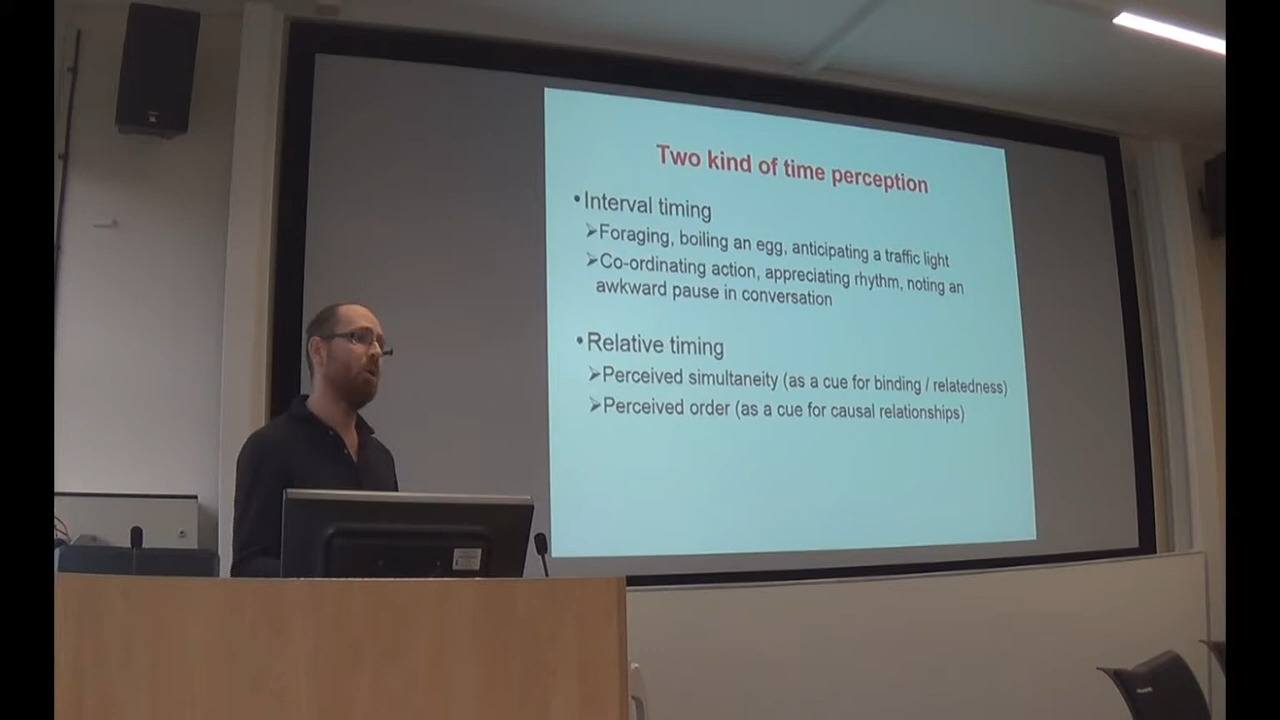 Two kind of time perception
•Interval timing
➢Foraging, boiling an egg, anticipating a traffic light
➢Co-ordinating action, appreciating rhythm, noting an
awkward pause in conversation
•Relative timing
➢Perceived simultaneity (as a cue for binding / relatedness)
➢Perceived order (as a cue for causal relationships)